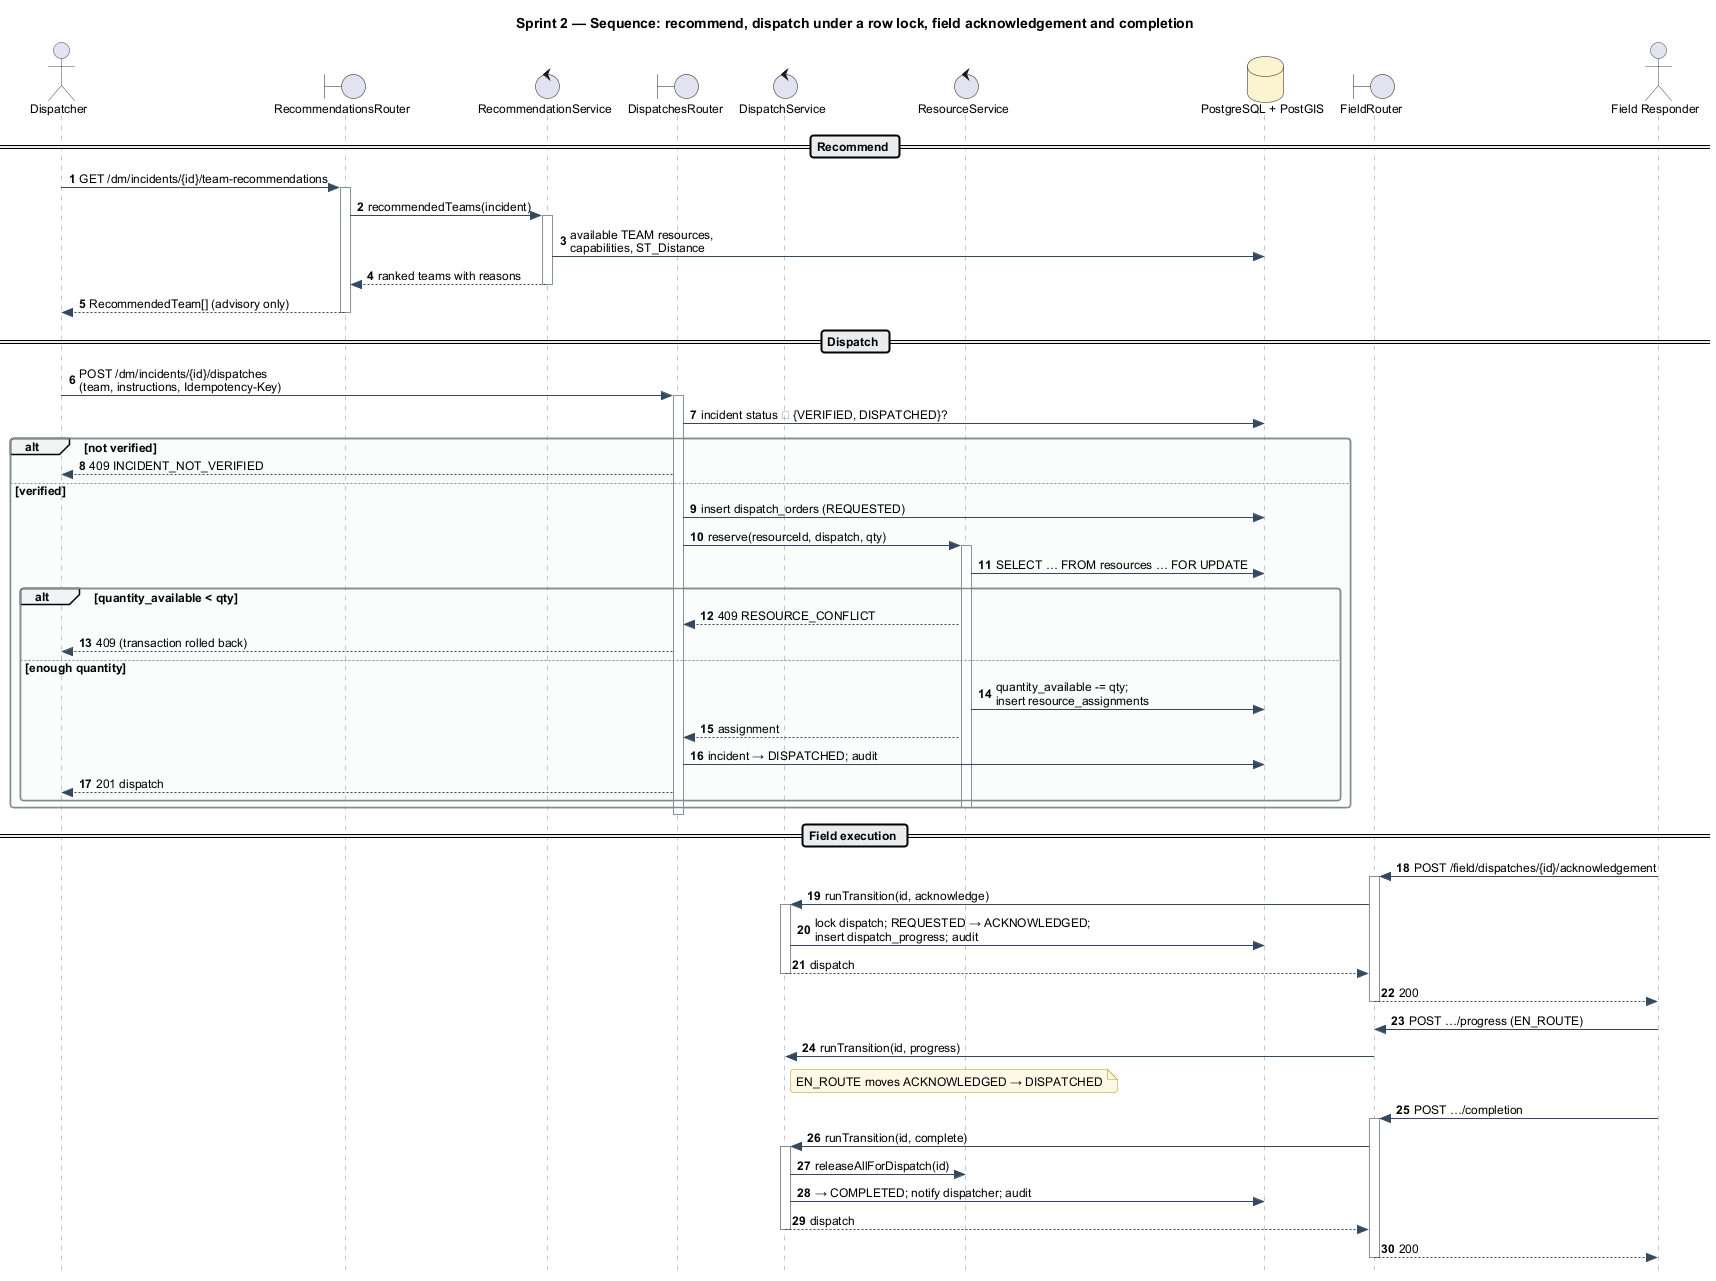 Sprint 2 — Sequence: recommend, dispatch under a row lock, field acknowledgement and completion
Dispatcher
RecommendationsRouter
RecommendationService
DispatchesRouter
DispatchService
ResourceService
PostgreSQL + PostGIS
FieldRouter
Field Responder
Recommend
1 GET /dm/incidents/{id}/team-recommendations
2 recommendedTeams(incident)
3 available TEAM resources,
capabilities, ST_Distance
4 ranked teams with reasons
5 RecommendedTeam[] (advisory only)
Dispatch
6 POST /dm/incidents/{id}/dispatches
(team, instructions, Idempotency-Key)
7 incident status □ {VERIFIED, DISPATCHED}?
alt [not verified]
8 409 INCIDENT_NOT_VERIFIED
[verified]
9 insert dispatch_orders (REQUESTED)
10 reserve(resourceId, dispatch, qty)
11 SELECT … FROM resources … FOR UPDATE
alt [quantity_available < qty]
12 409 RESOURCE_CONFLICT
13 409 (transaction rolled back)
[enough quantity]
14 quantity_available -= qty;
insert resource_assignments
15 assignment
16 incident → DISPATCHED; audit
17 201 dispatch
Field execution
18 POST /field/dispatches/{id}/acknowledgement
19 runTransition(id, acknowledge)
20 lock dispatch; REQUESTED → ACKNOWLEDGED;
insert dispatch_progress; audit
21 dispatch
22 200
23 POST …/progress (EN_ROUTE)
24 runTransition(id, progress)
EN_ROUTE moves ACKNOWLEDGED → DISPATCHED
25 POST …/completion
26 runTransition(id, complete)
27 releaseAllForDispatch(id)
28 → COMPLETED; notify dispatcher; audit
29 dispatch
30 200